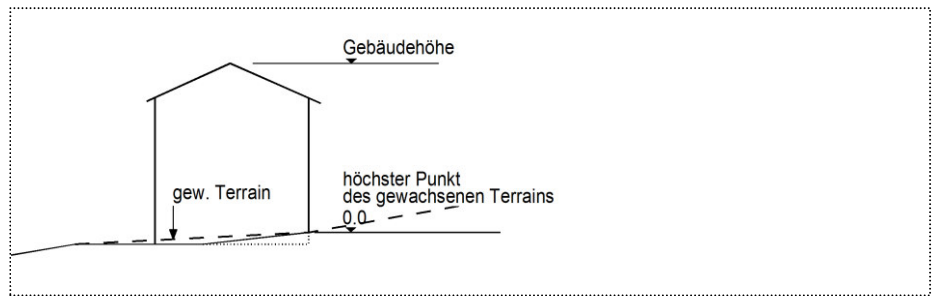 Gebäudehöhe
gew. Terrain
höchster Punkt
des gewachsenen Terrains
0.0